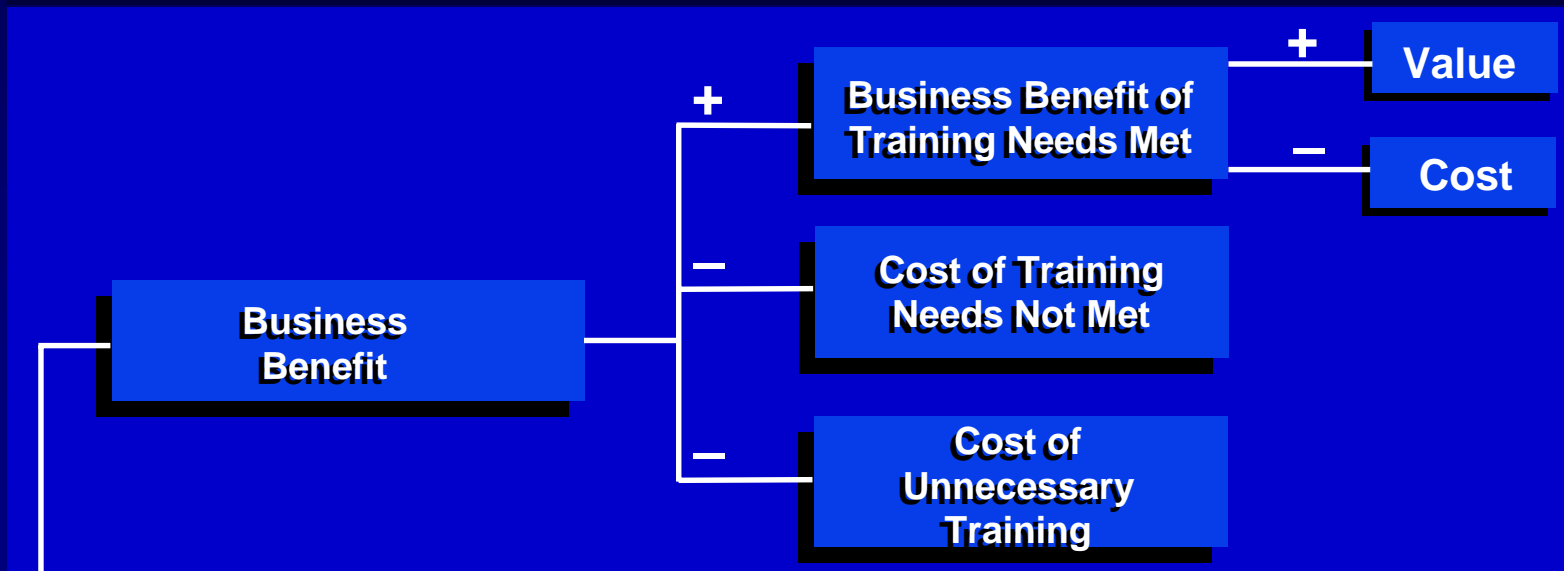 +
Value
+
Business Benefit of
Training Needs Met
–
Cost
–
Cost of Training
Needs Not Met
Business
Benefit
–
Cost of
Unnecessary
Training